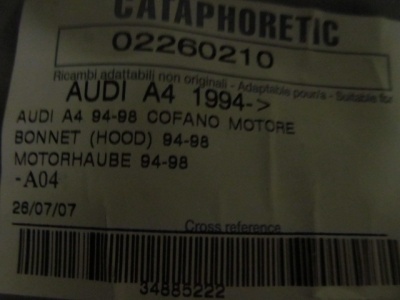 CATAPHORETIC
02260210
Ricambi adattabili non originali - Adaptable pour/a - Suitable for
AUDI A4 1994->
AUDI A4 94-98 COFANO MOTORE
BONNET (HOOD) 94-98
MOTORHAUBE 94-98
-A04
26/07/07
Cross reference
34885222